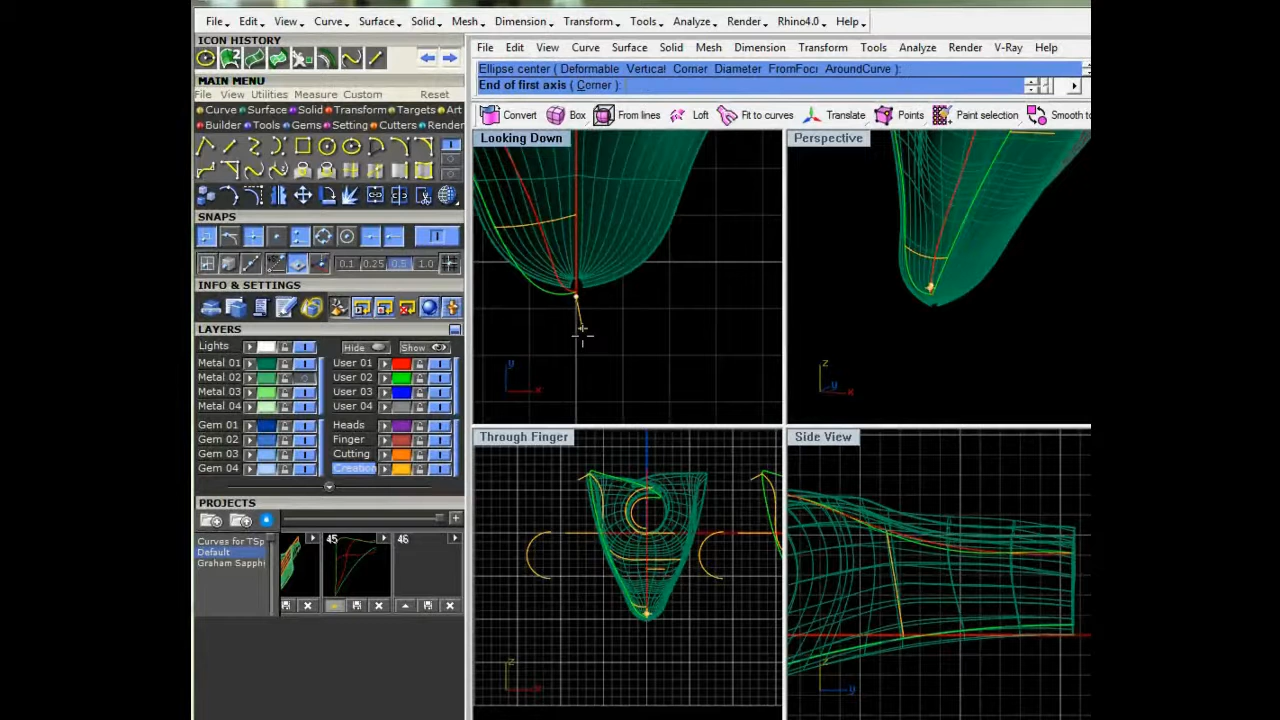 File Edit View Curve Surface Solid Mesh Dimension Transform Tools Analyze Render Rhino4.0 Help
ICON HISTORY
MAIN MENU
File View Utilities Measure Custom Reset
Curve Surface Solid Transform Targets Art
Builder Tools Gems Setting Cutters Render
SNAPS
0.1 0.25 0.5 1.0
INFO & SETTINGS
LAYERS
Lights Hide Show
Metal 01 User 01
Metal 02 User 02
Metal 03 User 03
Metal 04 User 04
Gem 01 Heads
Gem 02 Finger
Gem 03 Cutting
Gem 04 Creation
PROJECTS
Curves for TSp
Default
Graham Sapphi
45 46
File Edit View Curve Surface Solid Mesh Dimension Transform Tools Analyze Render V-Ray Help
Ellipse center ( Deformable Vertical Corner Diameter FromFoci AroundCurve ):
End of first axis ( Corner ):
Convert Box From lines Loft Fit to curves Translate Points Paint selection Smooth to
Looking Down
y
x
Perspective
z
y
x
Through Finger
z
x
Side View
z
y